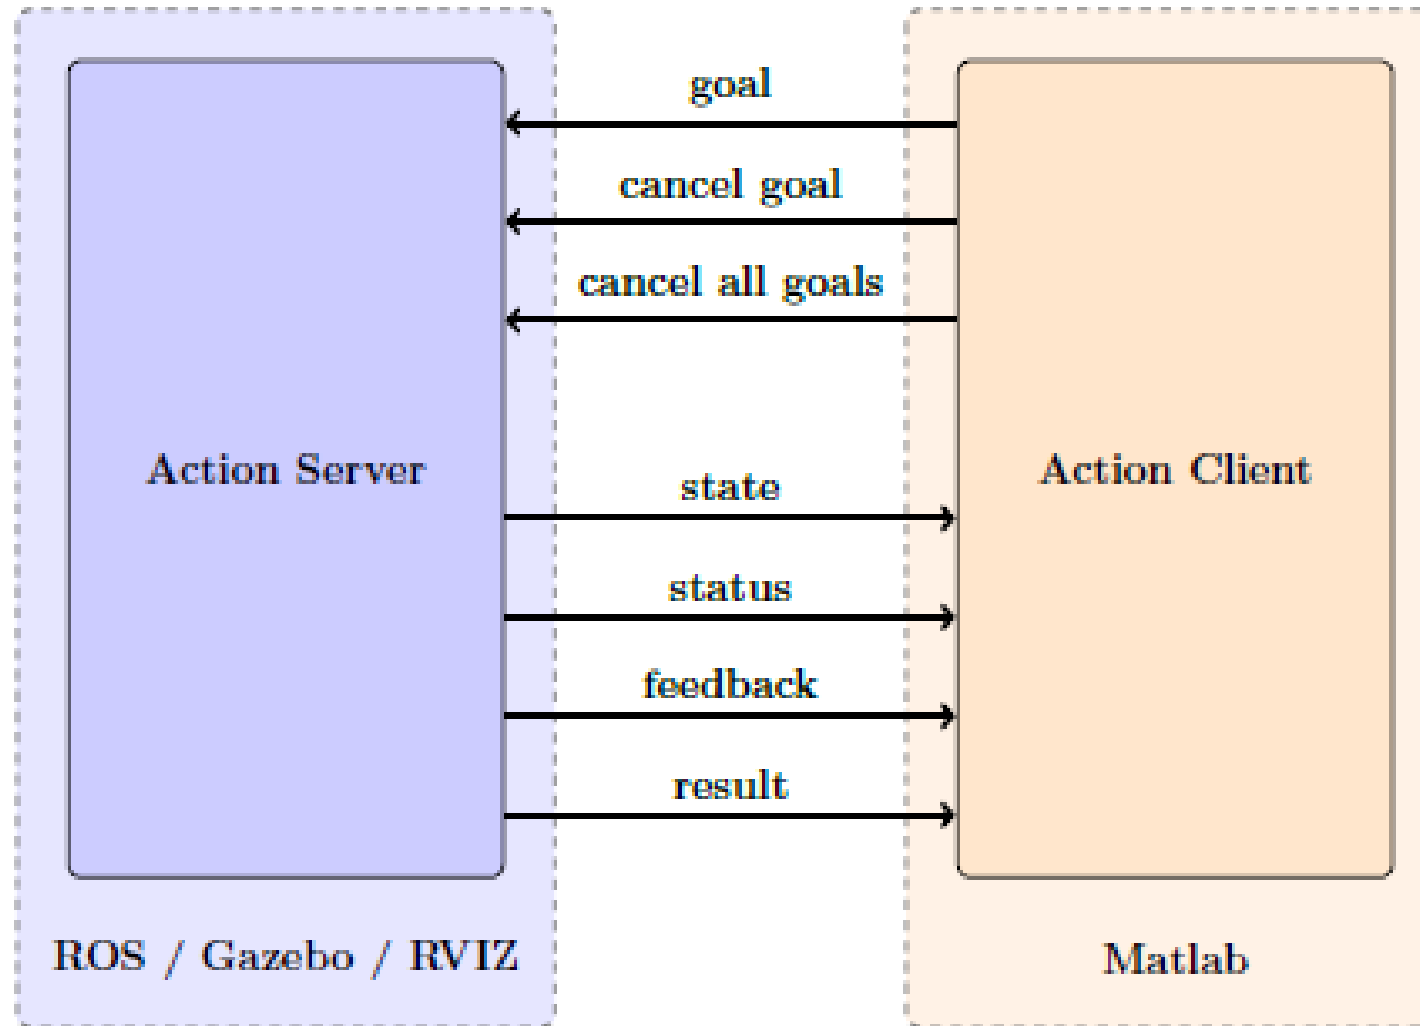 goal
cancel goal
cancel all goals
Action Server
Action Client
state
status
feedback
result
ROS / Gazebo / RVIZ
Matlab